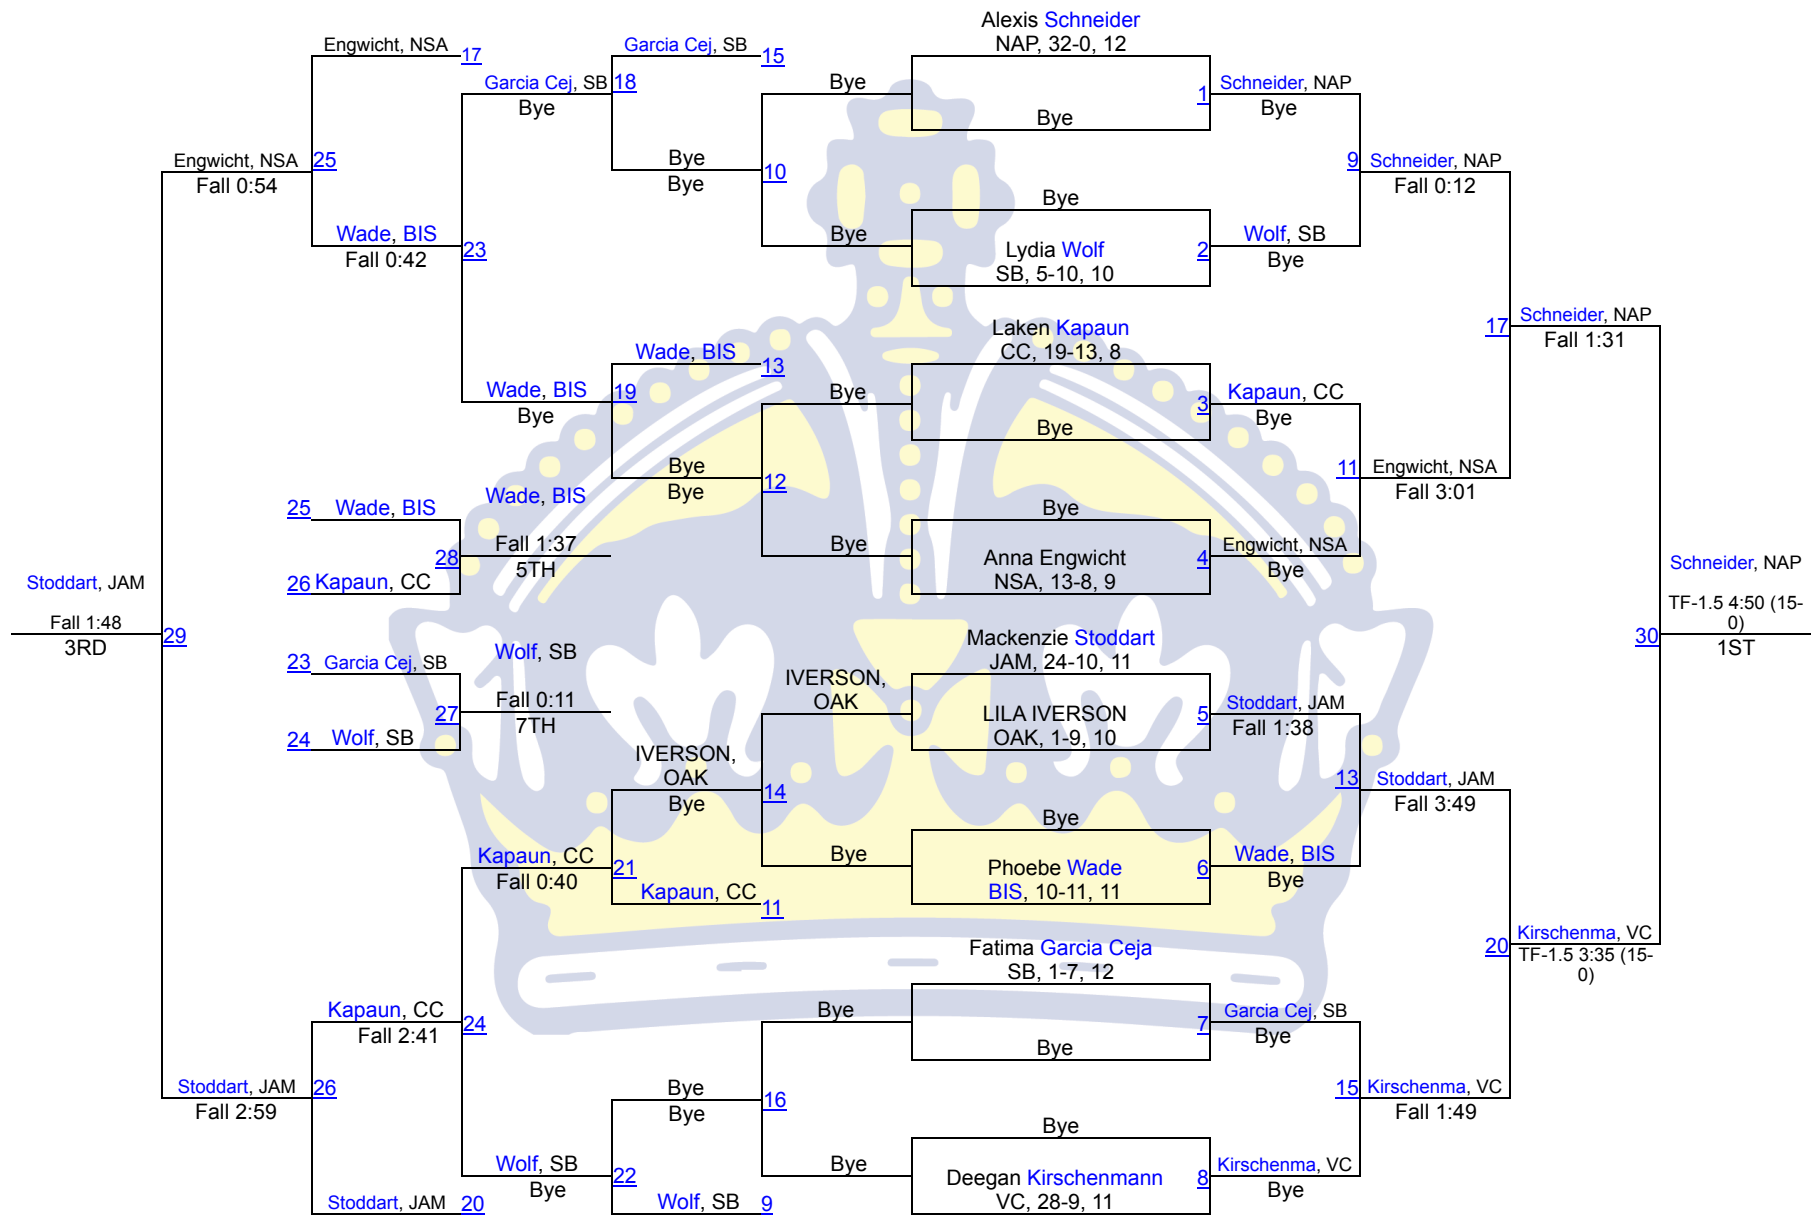 Alexis Schneider
NAP, 32-0, 12
Engwicht, NSA
17
Garcia Cej, SB
15
Bye
Garcia Cej, SB
18
Bye
1
Schneider, NAP
Bye
Bye
Engwicht, NSA
25
Fall 0:54
Bye
10
Bye
9
Schneider, NAP
Fall 0:12
Bye
Wade, BIS
23
Fall 0:42
Bye
Lydia Wolf
SB, 5-10, 10
2
Wolf, SB
Bye
Laken Kapaun
CC, 19-13, 8
17
Schneider, NAP
Fall 1:31
Wade, BIS
13
Wade, BIS
19
Bye
Bye
3
Kapaun, CC
Bye
Bye
Bye
12
Bye
11
Engwicht, NSA
Fall 3:01
25
Wade, BIS
Wade, BIS
Bye
Bye
Anna Engwicht
NSA, 13-8, 9
4
Engwicht, NSA
Bye
28
Fall 1:37
5TH
26
Kapaun, CC
Stoddart, JAM
Fall 1:48
3RD
29
Schneider, NAP
TF-1.5 4:50 (15-
0)
30
1ST
Mackenzie Stoddart
JAM, 24-10, 11
23
Garcia Cej, SB
Wolf, SB
27
Fall 0:11
7TH
24
Wolf, SB
IVERSON,
OAK
LILA IVERSON
OAK, 1-9, 10
5
Stoddart, JAM
Fall 1:38
IVERSON,
OAK
Bye
14
13
Stoddart, JAM
Fall 3:49
Bye
Kapaun, CC
21
Fall 0:40
Bye
Phoebe Wade
BIS, 10-11, 11
6
Wade, BIS
Bye
Kapaun, CC
11
Fatima Garcia Ceja
SB, 1-7, 12
20
Kirschenma, VC
TF-1.5 3:35 (15-
0)
Kapaun, CC
24
Fall 2:41
Bye
7
Garcia Cej, SB
Bye
Bye
Stoddart, JAM
26
Fall 2:59
Bye
16
Bye
15
Kirschenma, VC
Fall 1:49
Bye
Wolf, SB
22
Bye
Bye
Deegan Kirschenmann
VC, 28-9, 11
8
Kirschenma, VC
Bye
Stoddart, JAM
20
Wolf, SB
9